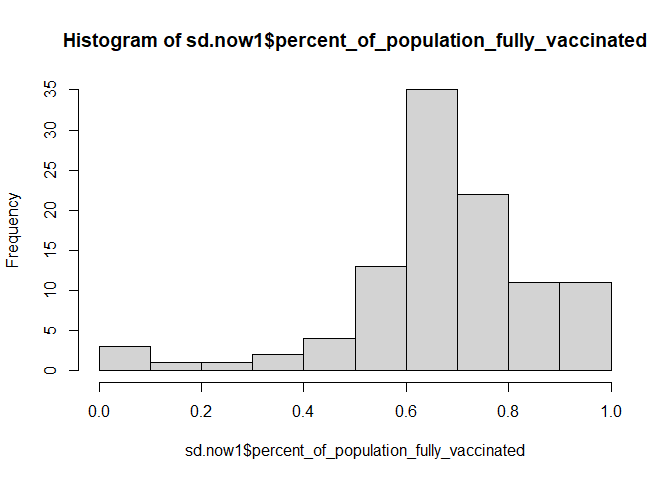 Histogram of sd.now1$percent_of_population_fully_vaccinated
Frequency
35
30
25
20
15
10
5
0
0.0 0.2 0.4 0.6 0.8 1.0
sd.now1$percent_of_population_fully_vaccinated